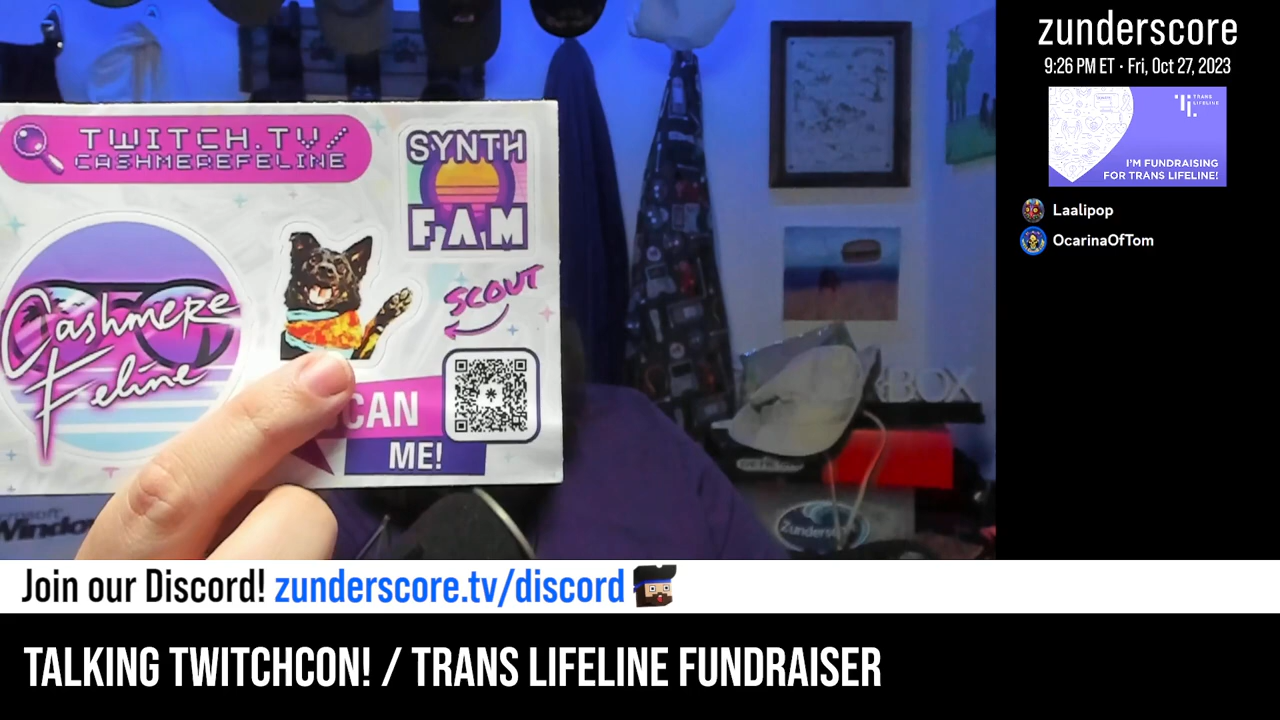 TWITCH.TV/
CASHMEREFELINE
SYNTH
FAM
Cashmere
Feline
SCOUT
ME!
Zunderscore
zunderscore
9:26 PM ET · Fri, Oct 27, 2023
TRANS
LIFELINE
I'M FUNDRAISING
FOR TRANS LIFELINE!
Laalipop
OcarinaOfTom
Join our Discord! zunderscore.tv/discord
TALKING TWITCHCON! / TRANS LIFELINE FUNDRAISER